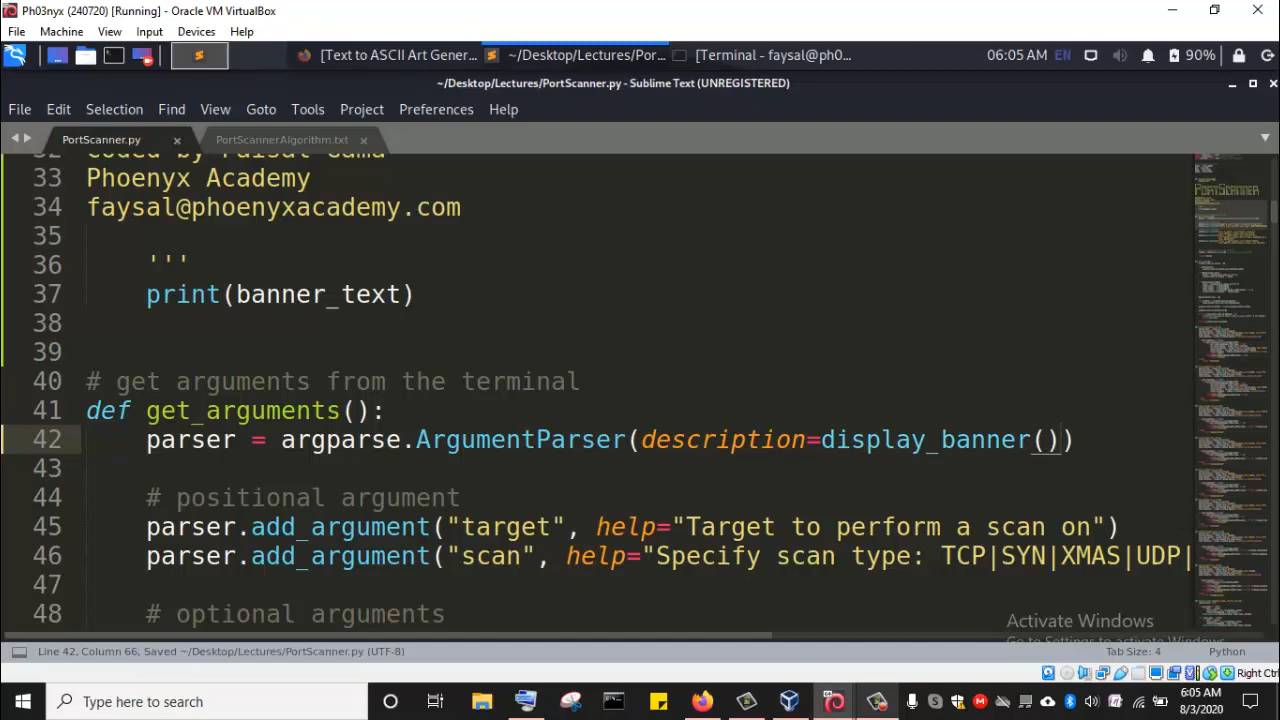 Ph03nyx (240720) [Running] - Oracle VM VirtualBox
File Machine View Input Devices Help
[Text to ASCII Art Gener... ~/Desktop/Lectures/Por... [Terminal - faysal@ph0... 06:05 AM EN 90%
~/Desktop/Lectures/PortScanner.py - Sublime Text (UNREGISTERED)
File Edit Selection Find View Goto Tools Project Preferences Help
PortScanner.py PortScannerAlgorithm.txt
33 Phoenyx Academy
34 faysal@phoenyxacademy.com
35
36 '''
37 print(banner_text)
38
39
40 # get arguments from the terminal
41 def get_arguments():
42 parser = argparse.ArgumentParser(description=display_banner())
43
44 # positional argument
45 parser.add_argument("target", help="Target to perform a scan on")
46 parser.add_argument("scan", help="Specify scan type: TCP|SYN|XMAS|UDP|
47
48 # optional arguments
Activate Windows
Go to Settings to activate Windows.
Line 42, Column 66, Saved ~/Desktop/Lectures/PortScanner.py (UTF-8) Tab Size: 4 Python
Right Ctrl
Type here to search
6:05 AM
8/3/2020